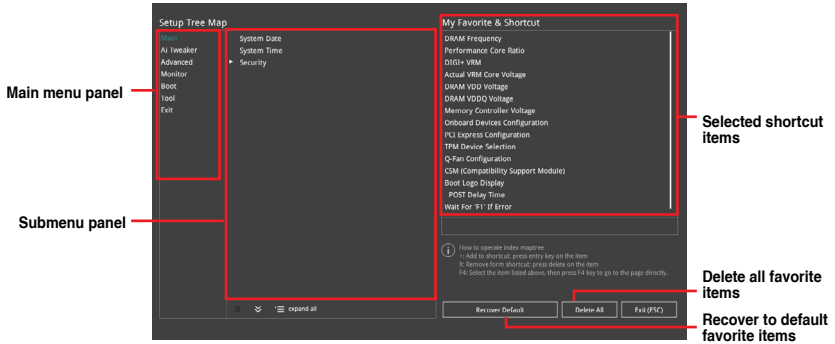 Setup Tree Map
Main
Ai Tweaker
Advanced
Monitor
Boot
Tool
Exit
System Date
System Time
Security
expand all
My Favorite & Shortcut
DRAM Frequency
Performance Core Ratio
DIGI+ VRM
Actual VRM Core Voltage
DRAM VDD Voltage
DRAM VDDQ Voltage
Memory Controller Voltage
Onboard Devices Configuration
PCI Express Configuration
TPM Device Selection
Q-Fan Configuration
CSM (Compatibility Support Module)
Boot Logo Display
POST Delay Time
Wait For 'F1' If Error
How to operate index maptree
+: Add to shortcut: press entry key on the item
X: Remove form shortcut: press delete on the item
F4: Select the item listed above, then press F4 key to go to the page directly.
Recover Default
Delete All
Exit (ESC)
Main menu panel
Submenu panel
Selected shortcut
items
Delete all favorite
items
Recover to default
favorite items